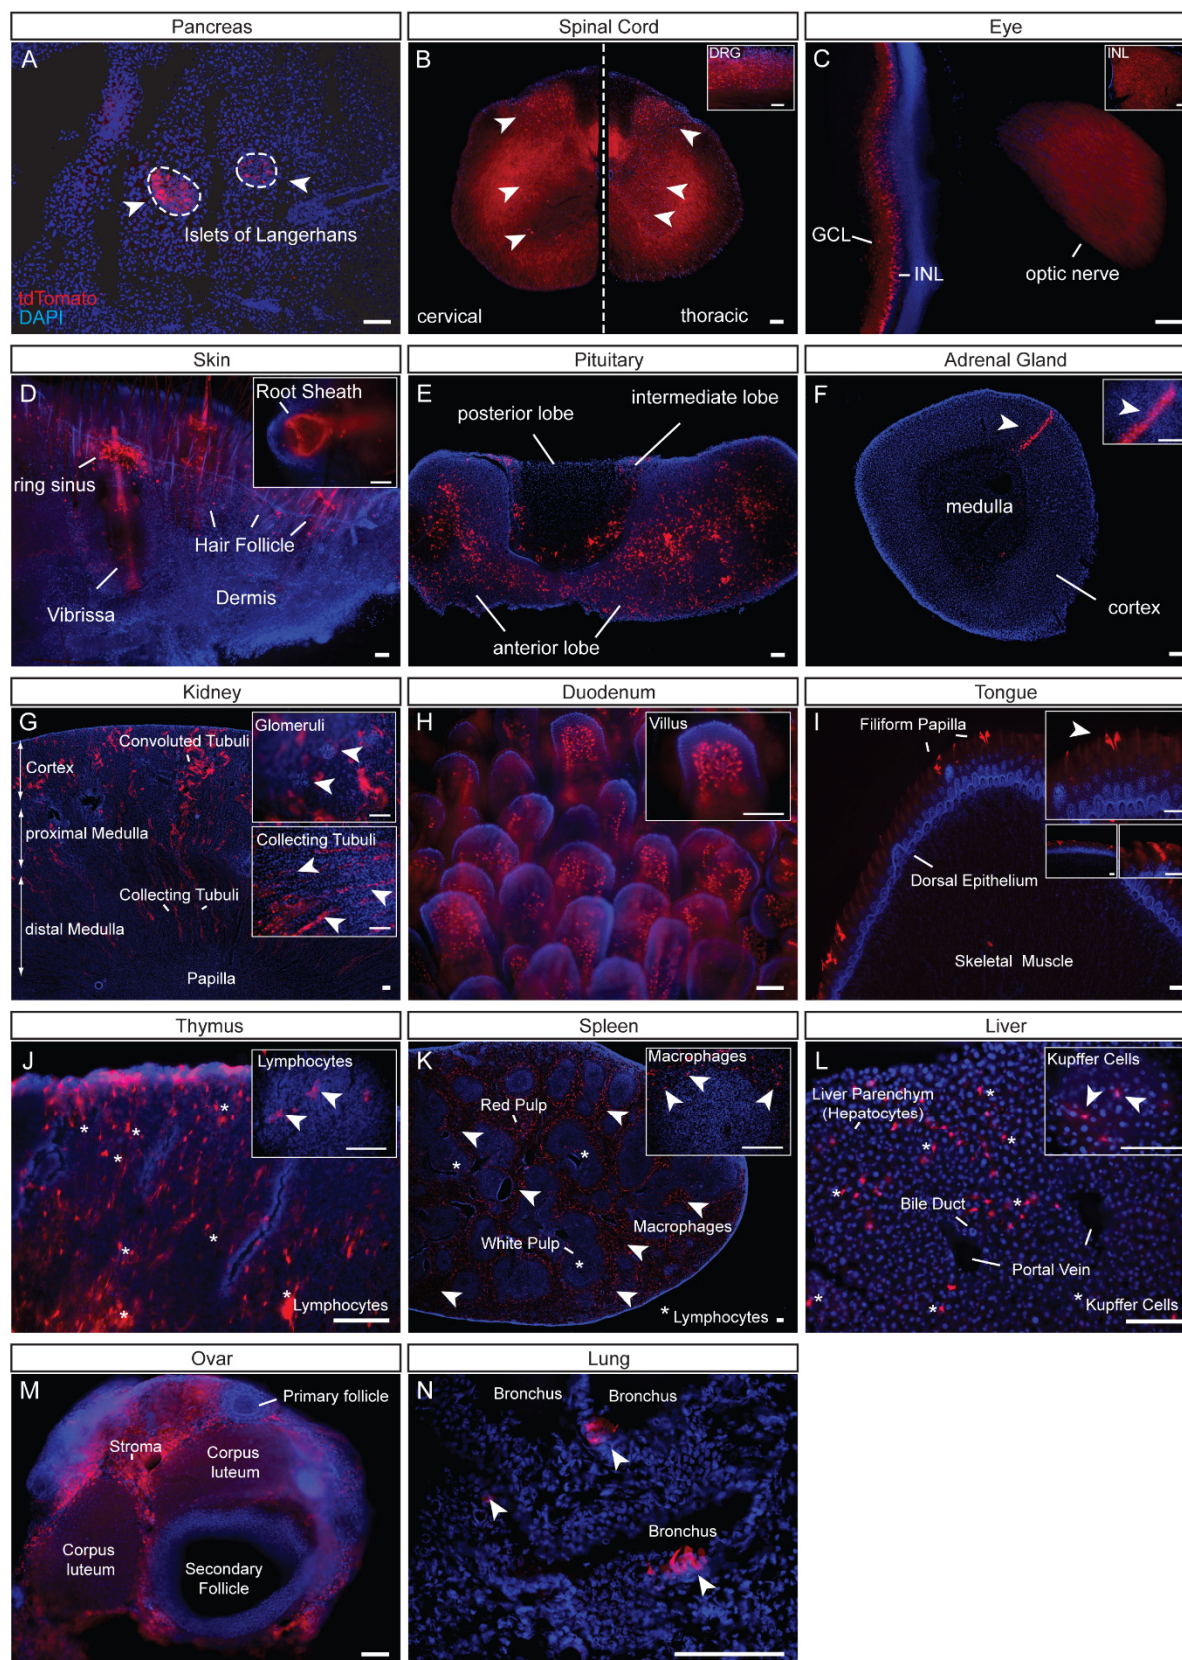 Pancreas
Spinal Cord
Eye
A
Islets of Langerhans
tdTomato
DAPI
B
DRG
cervical
thoracic
C
INL
GCL
INL
optic nerve
Skin
Pituitary
Adrenal Gland
D
Root Sheath
ring sinus
Hair Follicle
Vibrissa
Dermis
E
posterior lobe
intermediate lobe
anterior lobe
F
medulla
cortex
Kidney
Duodenum
Tongue
G
Glomeruli
Convoluted Tubuli
Cortex
proximal Medulla
Collecting Tubuli
Collecting Tubuli
distal Medulla
Papilla
H
Villus
I
Filiform Papilla
Dorsal Epithelium
Skeletal Muscle
Thymus
Spleen
Liver
J
Lymphocytes
* Lymphocytes
K
Macrophages
Red Pulp
Macrophages
White Pulp
* Lymphocytes
L
Kupffer Cells
Liver Parenchym
(Hepatocytes)
Bile Duct
Portal Vein
* Kupffer Cells
Ovar
Lung
M
Primary follicle
Stroma
Corpus
luteum
Corpus
luteum
Secondary
Follicle
N
Bronchus
Bronchus
Bronchus